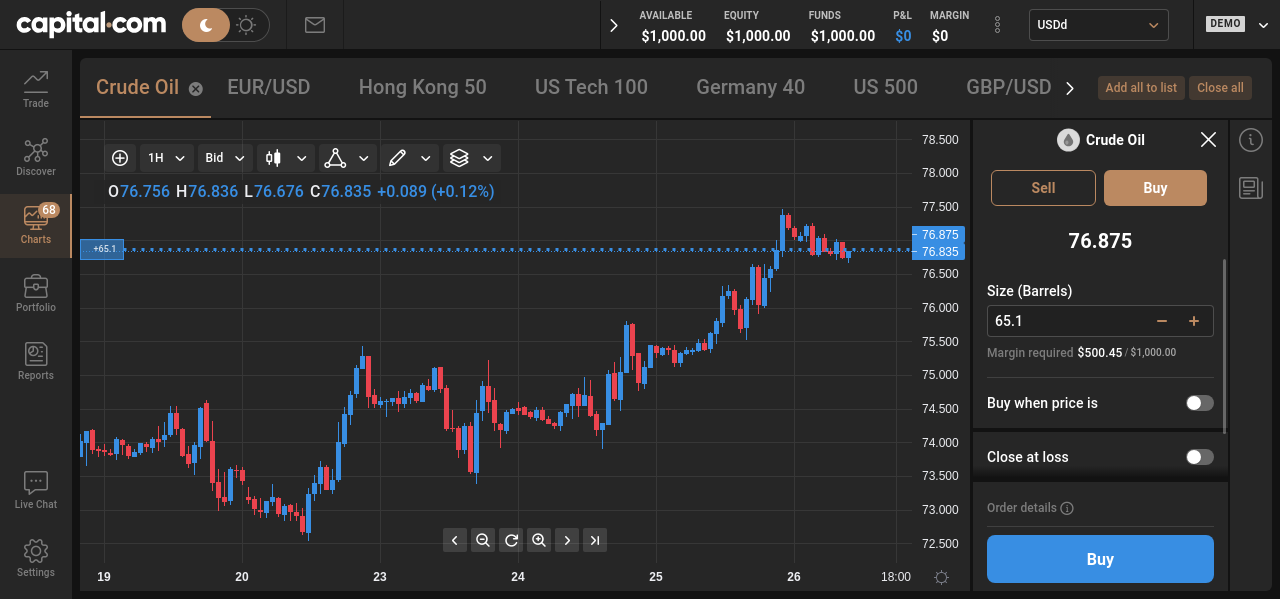 capital.com
AVAILABLE EQUITY FUNDS P&L MARGIN
$1,000.00 $1,000.00 $1,000.00 $0 $0
USDd
DEMO
Trade
Discover
68
Charts
Portfolio
Reports
Live Chat
Settings
Crude Oil EUR/USD Hong Kong 50 US Tech 100 Germany 40 US 500 GBP/USD
Add all to list Close all
1H Bid
O76.756 H76.836 L76.676 C76.835 +0.089 (+0.12%)
+65.1
78.500
78.000
77.500
76.875
76.835
76.500
76.000
75.500
75.000
74.500
74.000
73.500
73.000
72.500
19 20 23 24 25 26 18:00
Crude Oil
Sell Buy
76.875
Size (Barrels)
65.1
Margin required $500.45 / $1,000.00
Buy when price is
Close at loss
Order details
Buy